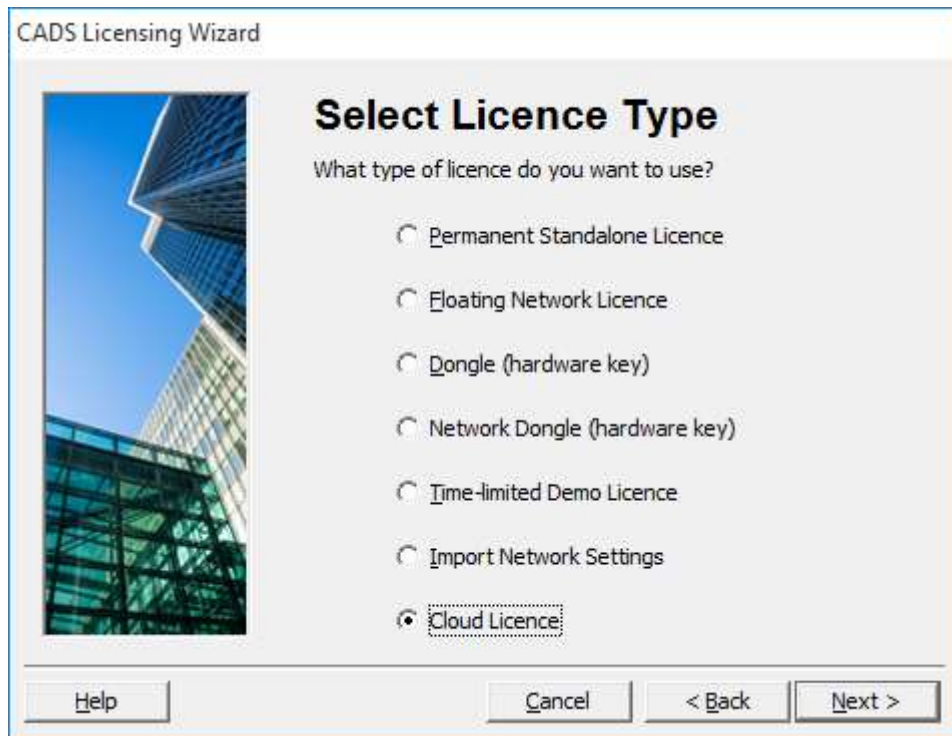 CADS Licensing Wizard
Select Licence Type
What type of licence do you want to use?
Permanent Standalone Licence
Floating Network Licence
Dongle (hardware key)
Network Dongle (hardware key)
Time-limited Demo Licence
Import Network Settings
Cloud Licence
Help
Cancel
< Back
Next >